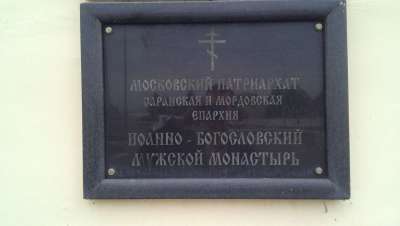 МОСКОВСКИЙ ПАТРИАРХАТ
САРАНСКАЯ И МОРДОВСКАЯ
ЕПАРХИЯ
ИОАННО - БОГОСЛОВСКИЙ
МУЖСКОЙ МОНАСТЫРЬ